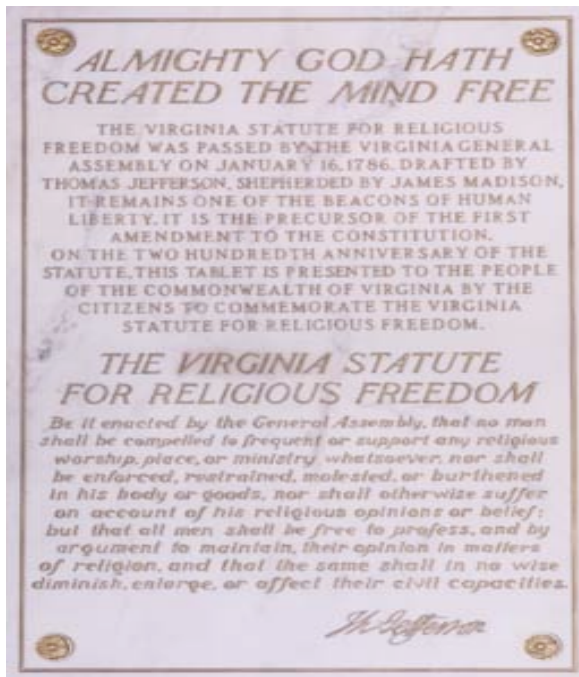 ALMIGHTY GOD HATH
CREATED THE MIND FREE
THE VIRGINIA STATUTE FOR RELIGIOUS
FREEDOM WAS PASSED BY THE VIRGINIA GENERAL
ASSEMBLY ON JANUARY 16, 1786. DRAFTED BY
THOMAS JEFFERSON, SHEPHERDED BY JAMES MADISON,
IT REMAINS ONE OF THE BEACONS OF HUMAN
LIBERTY. IT IS THE PRECURSOR OF THE FIRST
AMENDMENT TO THE CONSTITUTION.
ON THE TWO HUNDREDTH ANNIVERSARY OF THE
STATUTE, THIS TABLET IS PRESENTED TO THE PEOPLE
OF THE COMMONWEALTH OF VIRGINIA BY THE
CITIZENS TO COMMEMORATE THE VIRGINIA
STATUTE FOR RELIGIOUS FREEDOM.
THE VIRGINIA STATUTE
FOR RELIGIOUS FREEDOM
Be it enacted by the General Assembly, that no man
shall be compelled to frequent or support any religious
worship, place, or ministry whatsoever, nor shall
be enforced, restrained, molested, or burthened
in his body or goods, nor shall otherwise suffer
on account of his religious opinions or belief;
but that all men shall be free to profess, and by
argument to maintain, their opinion in matters
of religion, and that the same shall in no wise
diminish, enlarge, or affect their civil capacities.
Th Jefferson